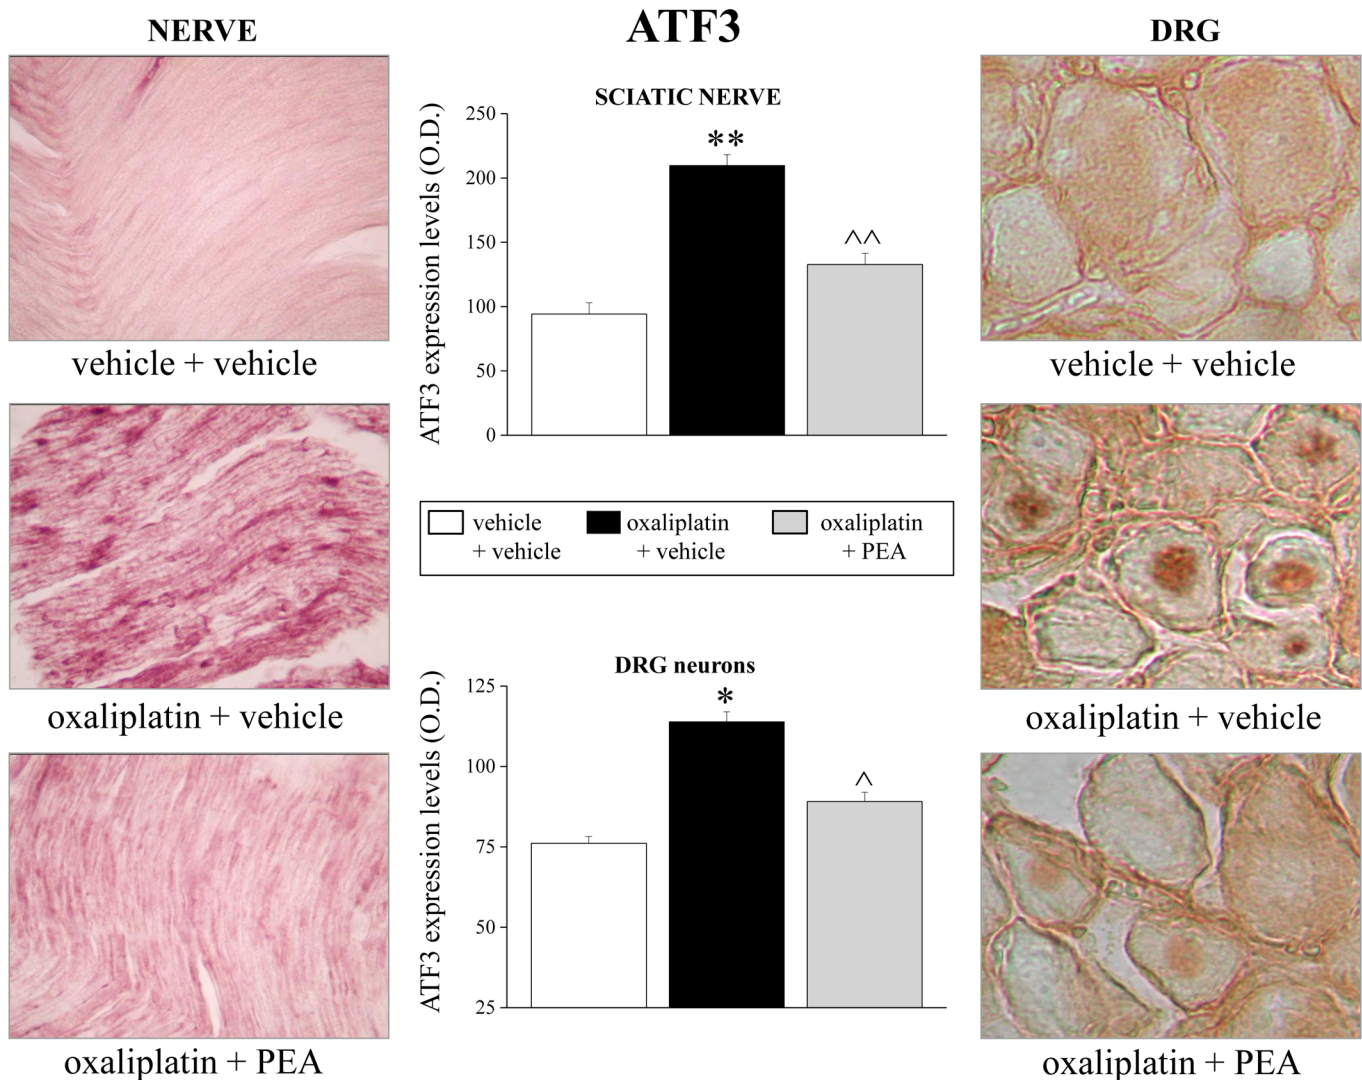 NERVE
ATF3
DRG
SCIATIC NERVE
ATF3 expression levels (O.D.)
250
200
150
100
50
0
**
^^
vehicle + vehicle
vehicle + vehicle
vehicle
+ vehicle
oxaliplatin
+ vehicle
oxaliplatin
+ PEA
oxaliplatin + vehicle
oxaliplatin + vehicle
DRG neurons
ATF3 expression levels (O.D.)
125
100
75
50
25
*
^
oxaliplatin + PEA
oxaliplatin + PEA